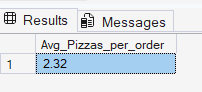 Results Messages
Avg_Pizzas_per_order
1 2.32